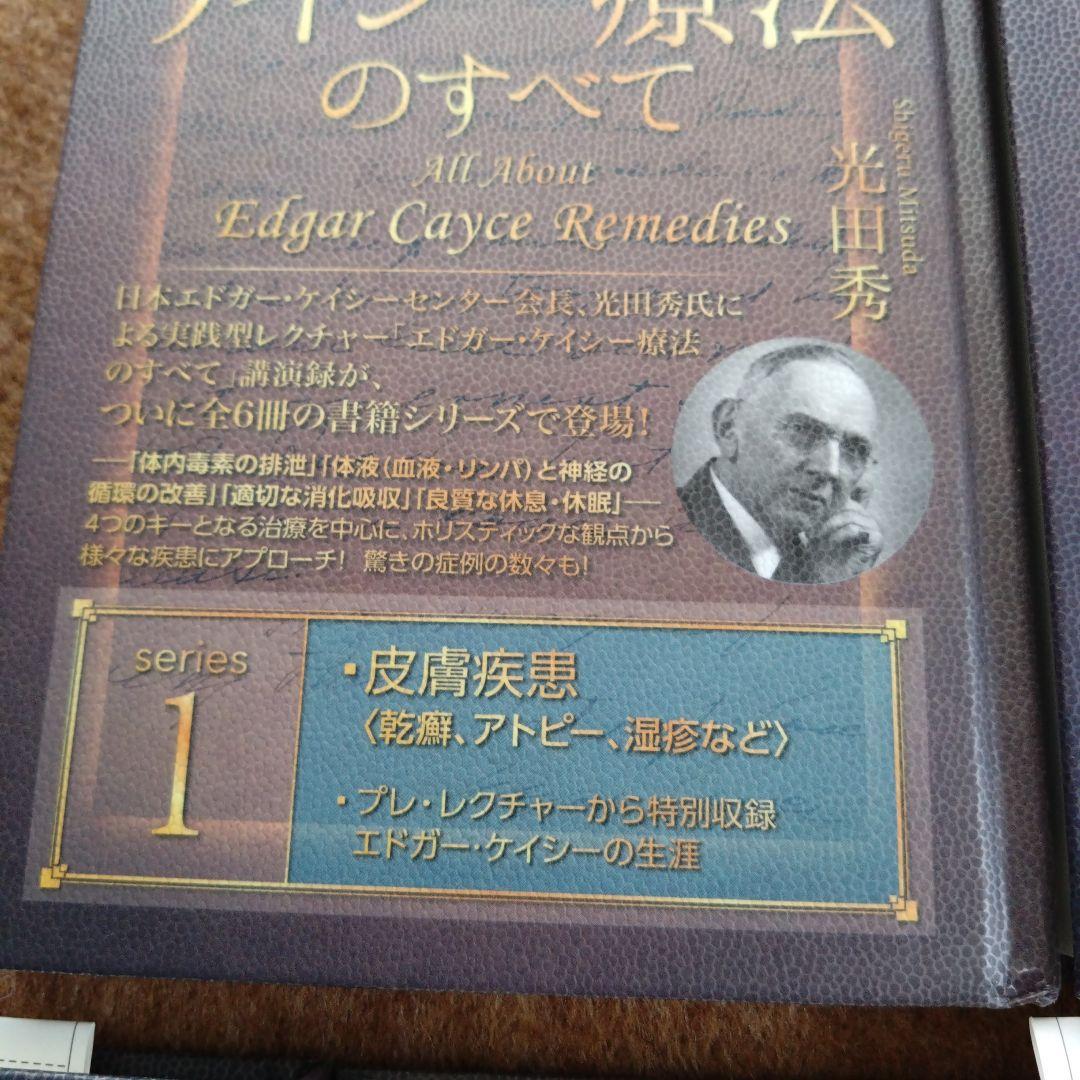 イシー療法
のすべて
All About
Edgar Cayce Remedies
Shigeru Mitsuda
光田秀
日本エドガー・ケイシーセンター会長、光田秀氏に
よる実践型レクチャー「エドガー・ケイシー療法
のすべて」講演録が、
ついに全6冊の書籍シリーズで登場!
―「体内毒素の排泄」「体液(血液・リンパ)と神経の
循環の改善」「適切な消化吸収」「良質な休息・休眠」―
4つのキーとなる治療を中心に、ホリスティックな観点から
様々な疾患にアプローチ! 驚きの症例の数々も!
series
1
・皮膚疾患
〈乾癬、アトピー、湿疹など〉
・プレ・レクチャーから特別収録
エドガー・ケイシーの生涯